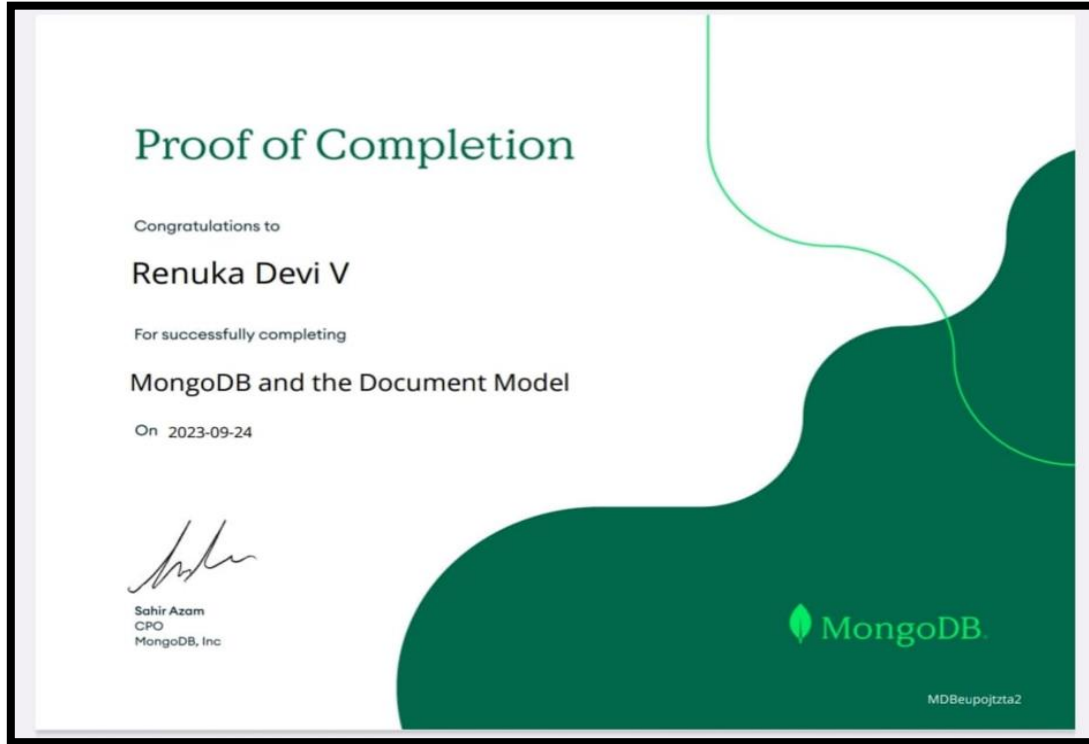 Proof of Completion
Congratulations to
Renuka Devi V
For successfully completing
MongoDB and the Document Model
On 2023-09-24
Sahir Azam
CPO
MongoDB, Inc
MongoDB.
MDBeupojtzta2